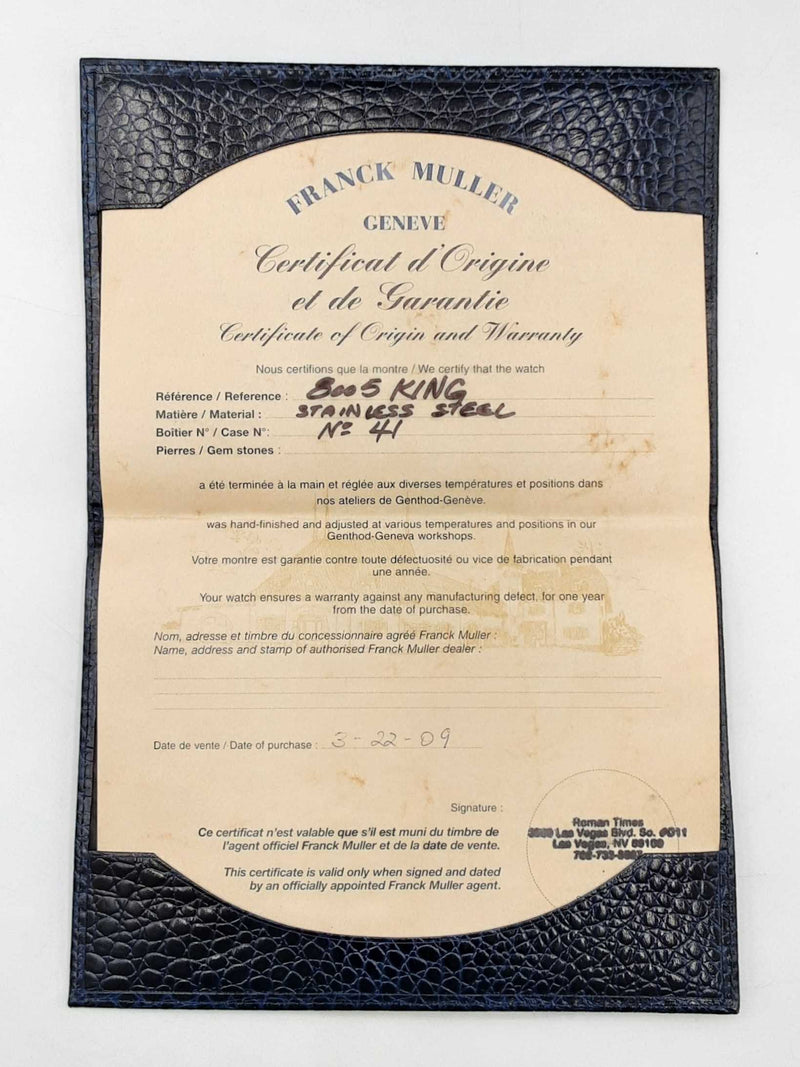 FRANCK MULLER
GENEVE
Certificat d'Origine
et de Garantie
Certificate of Origin and Warranty
Nous certifions que la montre / We certify that the watch
Référence / Reference : 8005 KING
Matière / Material : STAINLESS STEEL
Boîtier N° / Case N°: Nº 41
Pierres / Gem stones :
a été terminée à la main et réglée aux diverses températures et positions dans
nos ateliers de Genthod-Genève.
was hand-finished and adjusted at various temperatures and positions in our
Genthod-Geneva workshops.
Votre montre est garantie contre toute défectuosité ou vice de fabrication pendant
une année.
Your watch ensures a warranty against any manufacturing defect, for one year
from the date of purchase.
Nom, adresse et timbre du concessionnaire agréé Franck Muller :
Name, address and stamp of authorised Franck Muller dealer :
Date de vente / Date of purchase : 3-22-09
Signature :
Ce certificat n'est valable que s'il est muni du timbre de
l'agent officiel Franck Muller et de la date de vente.
This certificate is valid only when signed and dated
by an officially appointed Franck Muller agent.
Roman Times
Las Vegas Blvd. So.
Las Vegas, NV 89109